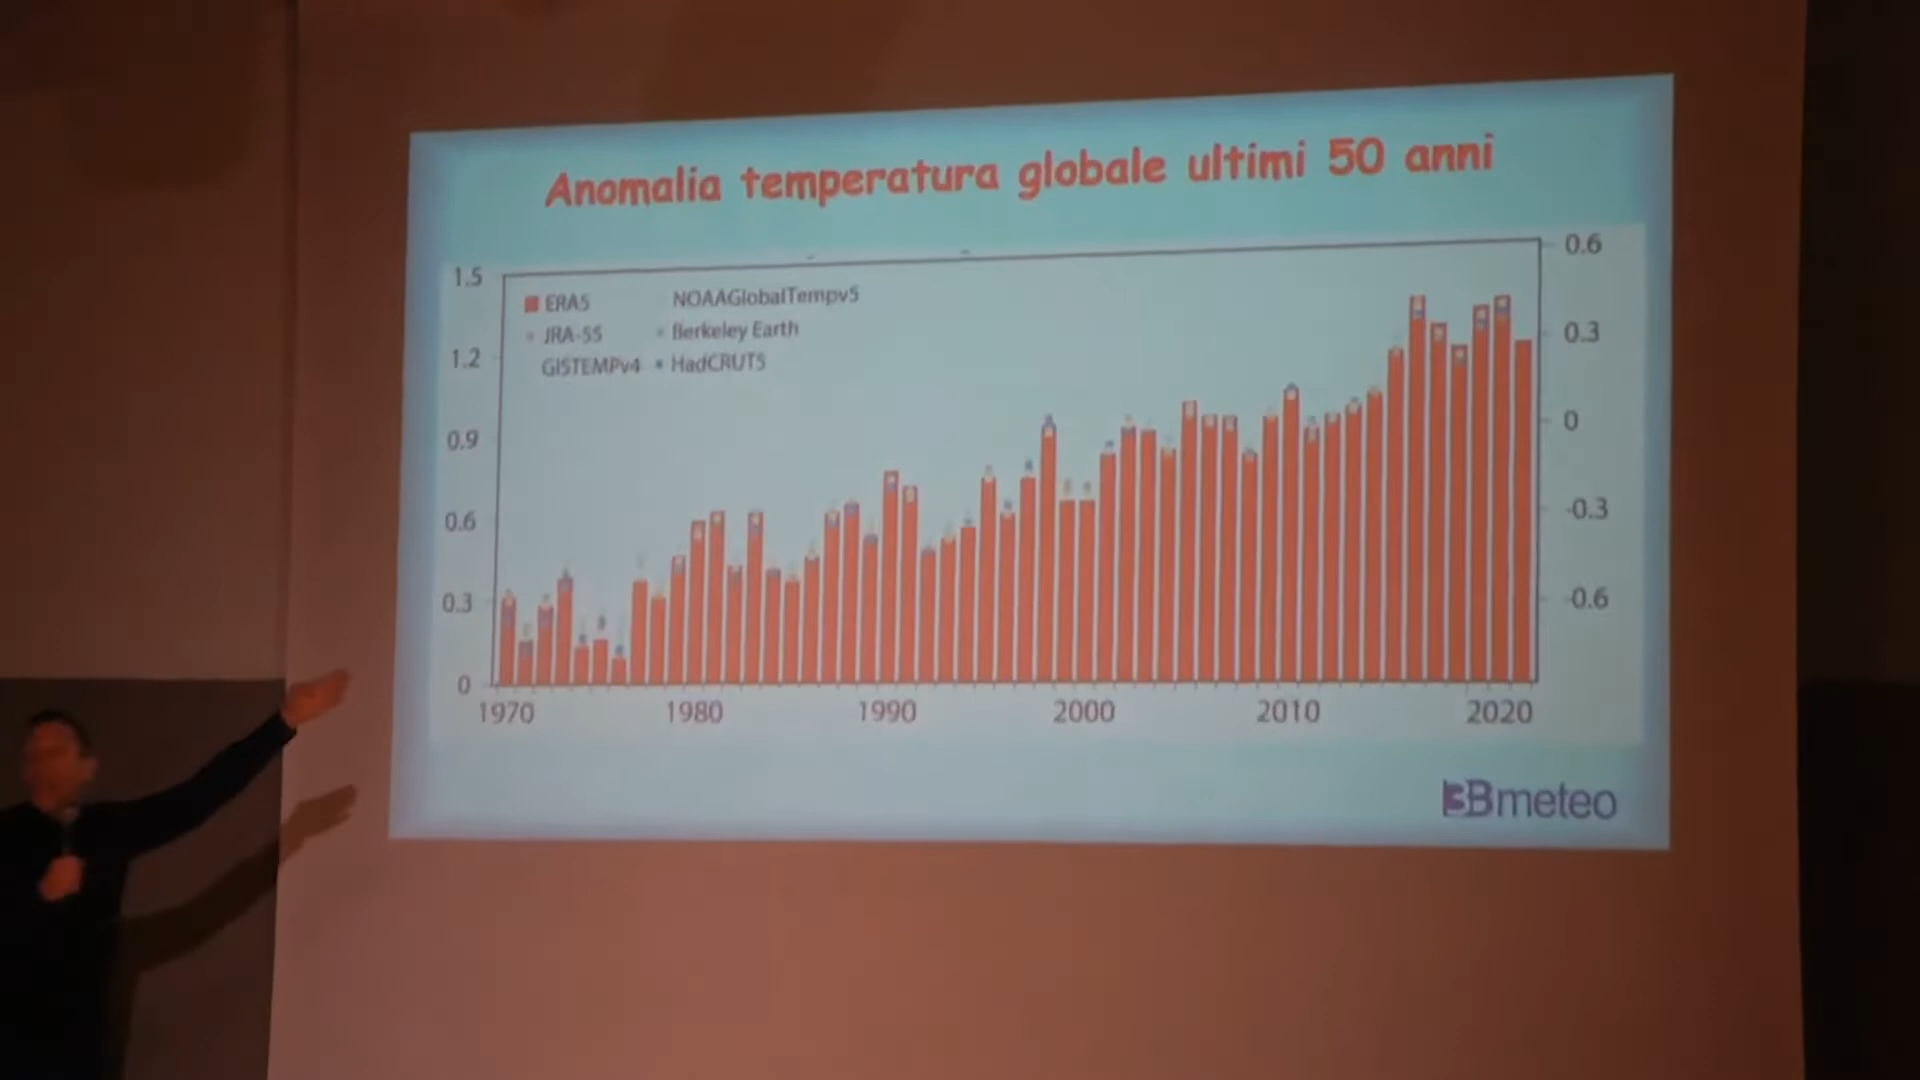 Anomalia temperatura globale ultimi 50 anni
1.5
1.2
0.9
0.6
0.3
0
ERA5
JRA-55
GISTEMPv4
NOAAGlobalTempv5
Berkeley Earth
HadCRUT5
0.6
0.3
0
-0.3
-0.6
1970 1980 1990 2000 2010 2020
3Bmeteo